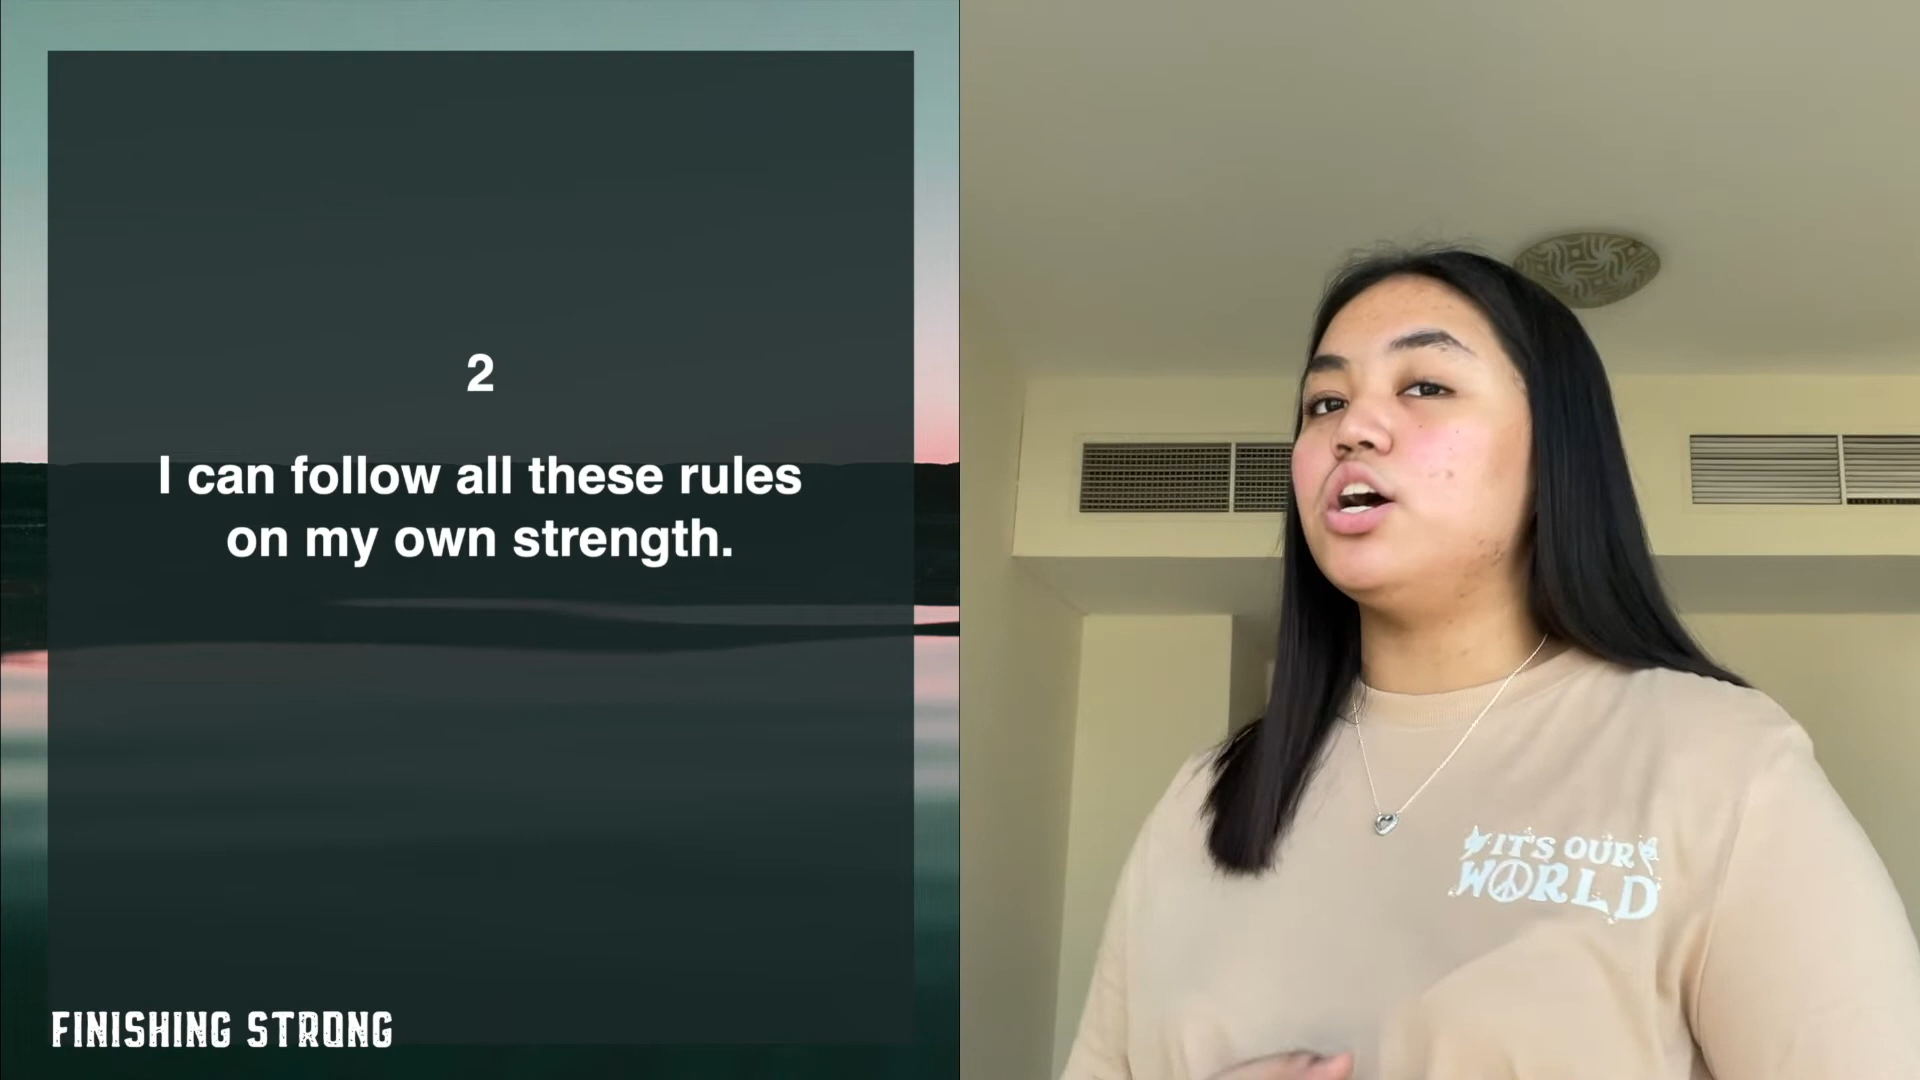 2
I can follow all these rules
on my own strength.
FINISHING STRONG
IT'S OUR
WORLD